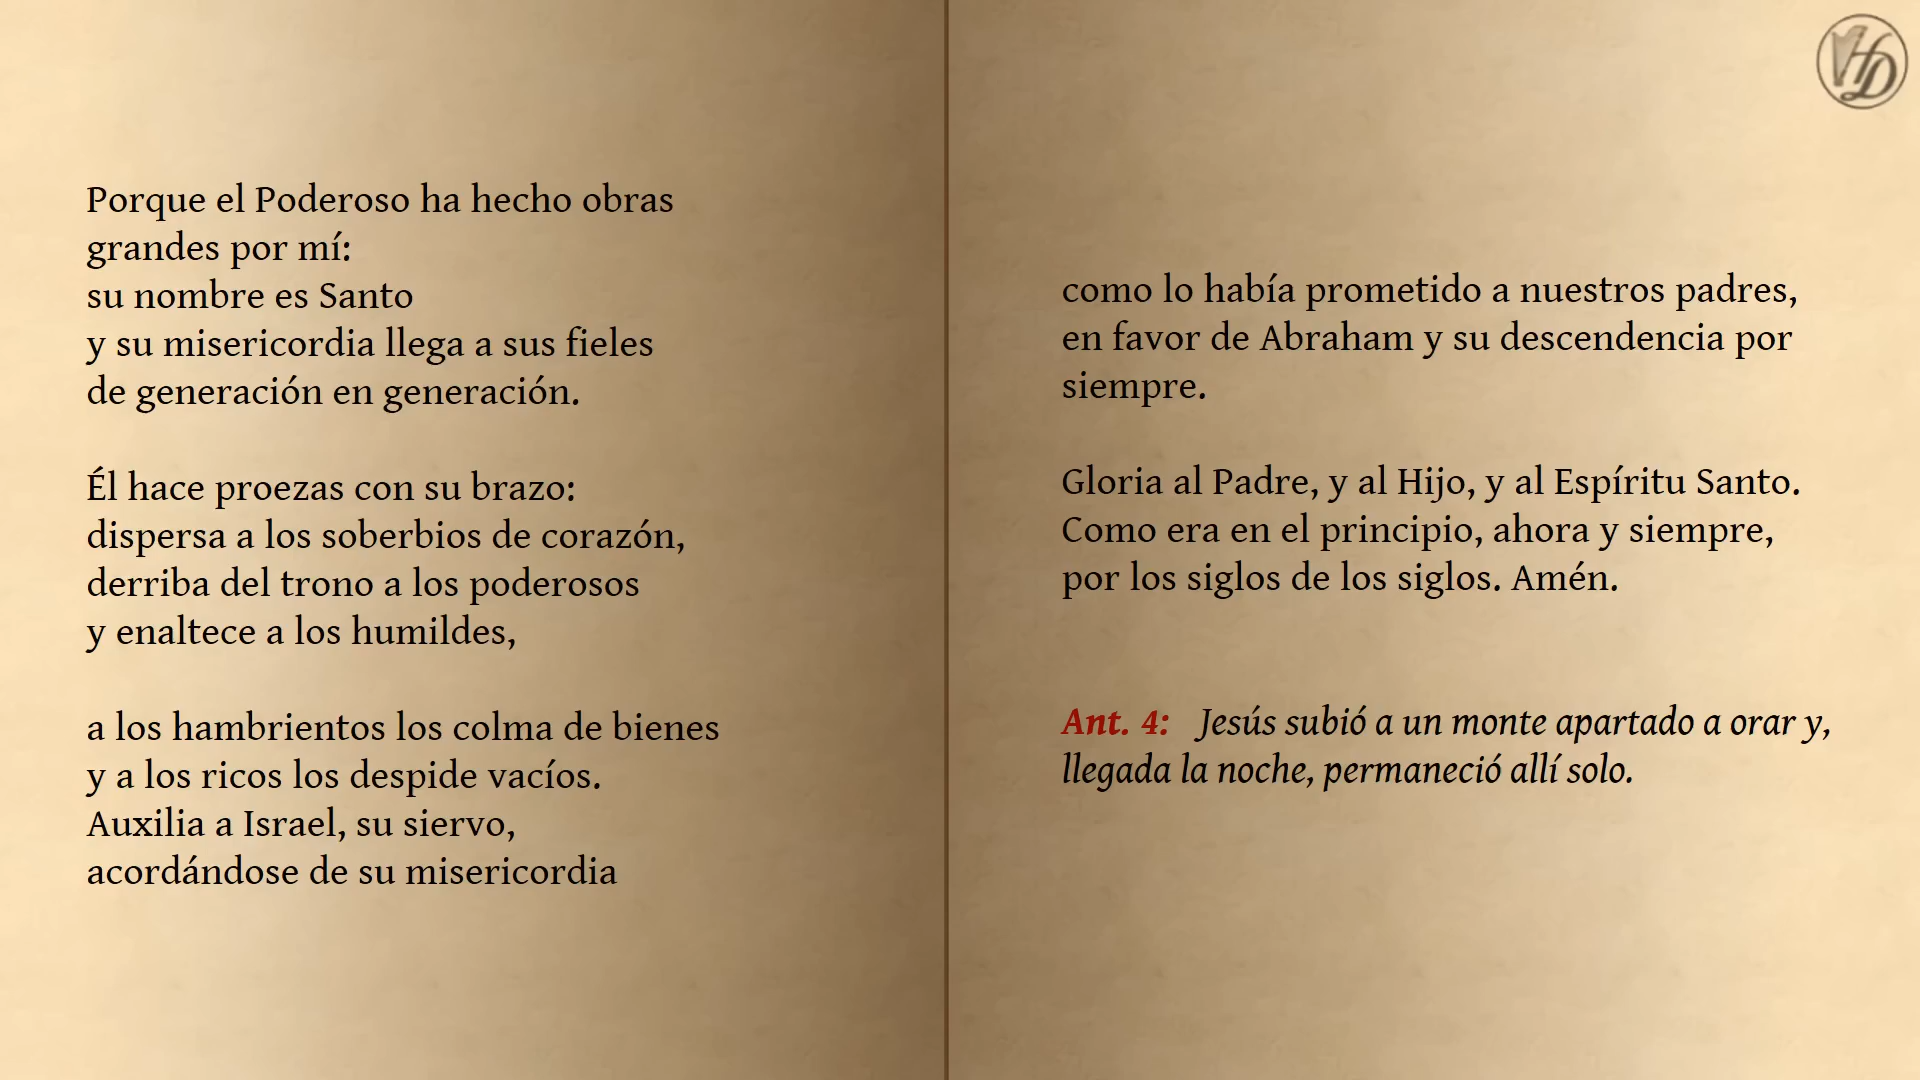 Porque el Poderoso ha hecho obras
grandes por mí:
su nombre es Santo
y su misericordia llega a sus fieles
de generación en generación.
Él hace proezas con su brazo:
dispersa a los soberbios de corazón,
derriba del trono a los poderosos
y enaltece a los humildes,
a los hambrientos los colma de bienes
y a los ricos los despide vacíos.
Auxilia a Israel, su siervo,
acordándose de su misericordia
HD
como lo había prometido a nuestros padres,
en favor de Abraham y su descendencia por
siempre.
Gloria al Padre, y al Hijo, y al Espíritu Santo.
Como era en el principio, ahora y siempre,
por los siglos de los siglos. Amén.
Ant. 4: Jesús subió a un monte apartado a orar y,
llegada la noche, permaneció allí solo.